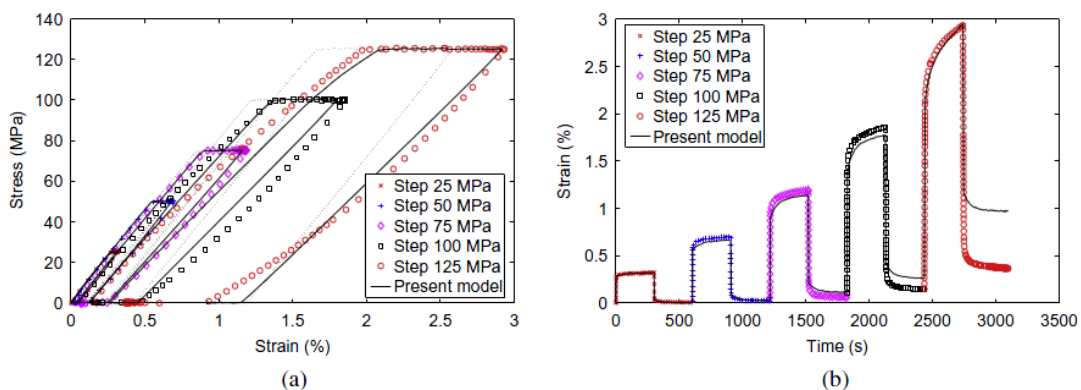 140
120
100
80
60
40
20
0
Stress (MPa)
Step 25 MPa
Step 50 MPa
Step 75 MPa
Step 100 MPa
Step 125 MPa
Present model
0 0.5 1 1.5 2 2.5 3
Strain (%)
(a)
3
2.5
2
1.5
1
0.5
0
Strain (%)
Step 25 MPa
Step 50 MPa
Step 75 MPa
Step 100 MPa
Step 125 MPa
Present model
0 500 1000 1500 2000 2500 3000 3500
Time (s)
(b)